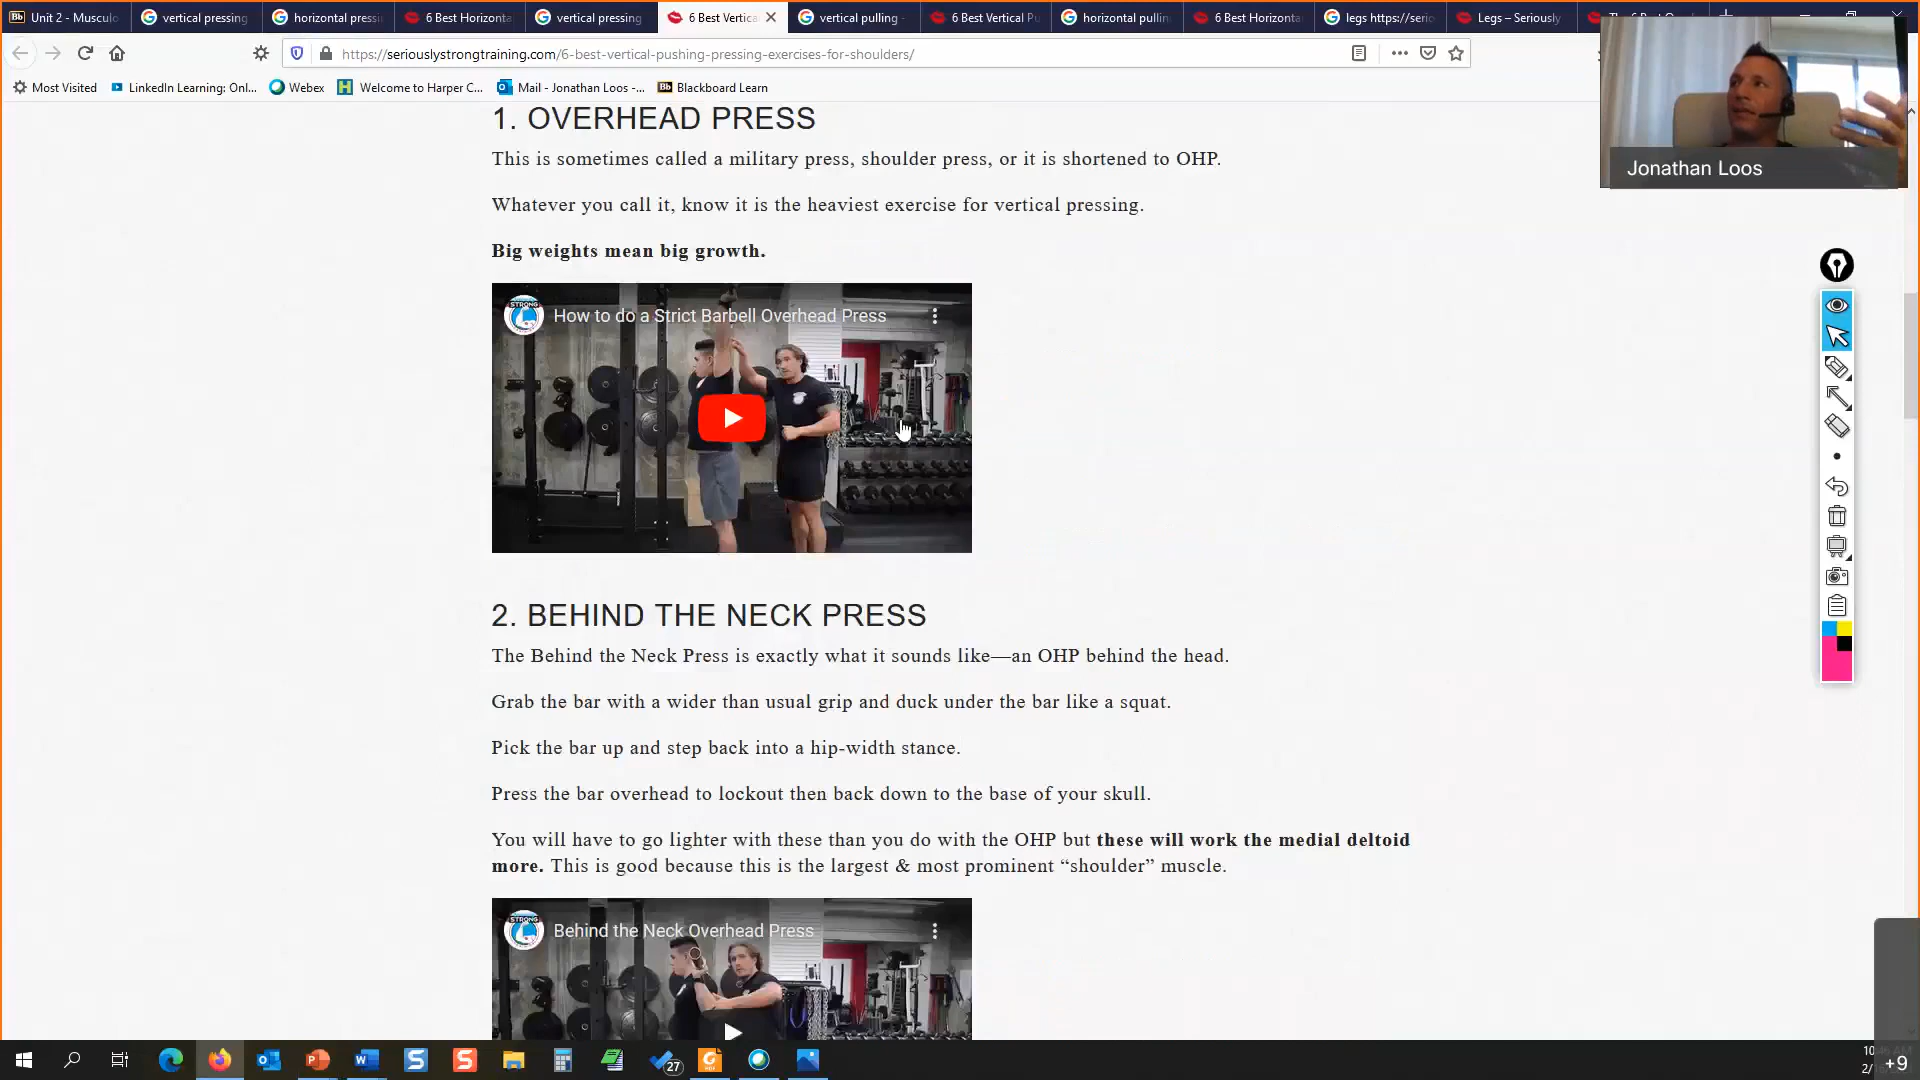 Unit 2 - Musculo
vertical pressing
horizontal pressi
6 Best Horizonta
vertical pressing
6 Best Vertica
vertical pulling -
6 Best Vertical Pu
horizontal pullin
6 Best Horizonta
legs https://serio
Legs – Seriously
https://seriouslystrongtraining.com/6-best-vertical-pushing-pressing-exercises-for-shoulders/
Most Visited
LinkedIn Learning: Onl...
Webex
Welcome to Harper C...
Mail - Jonathan Loos -...
Bb Blackboard Learn
Jonathan Loos
1. OVERHEAD PRESS
This is sometimes called a military press, shoulder press, or it is shortened to OHP.
Whatever you call it, know it is the heaviest exercise for vertical pressing.
Big weights mean big growth.
STRONG
How to do a Strict Barbell Overhead Press
2. BEHIND THE NECK PRESS
The Behind the Neck Press is exactly what it sounds like—an OHP behind the head.
Grab the bar with a wider than usual grip and duck under the bar like a squat.
Pick the bar up and step back into a hip-width stance.
Press the bar overhead to lockout then back down to the base of your skull.
You will have to go lighter with these than you do with the OHP but these will work the medial deltoid
more. This is good because this is the largest & most prominent “shoulder” muscle.
STRONG
Behind the Neck Overhead Press
27
+9